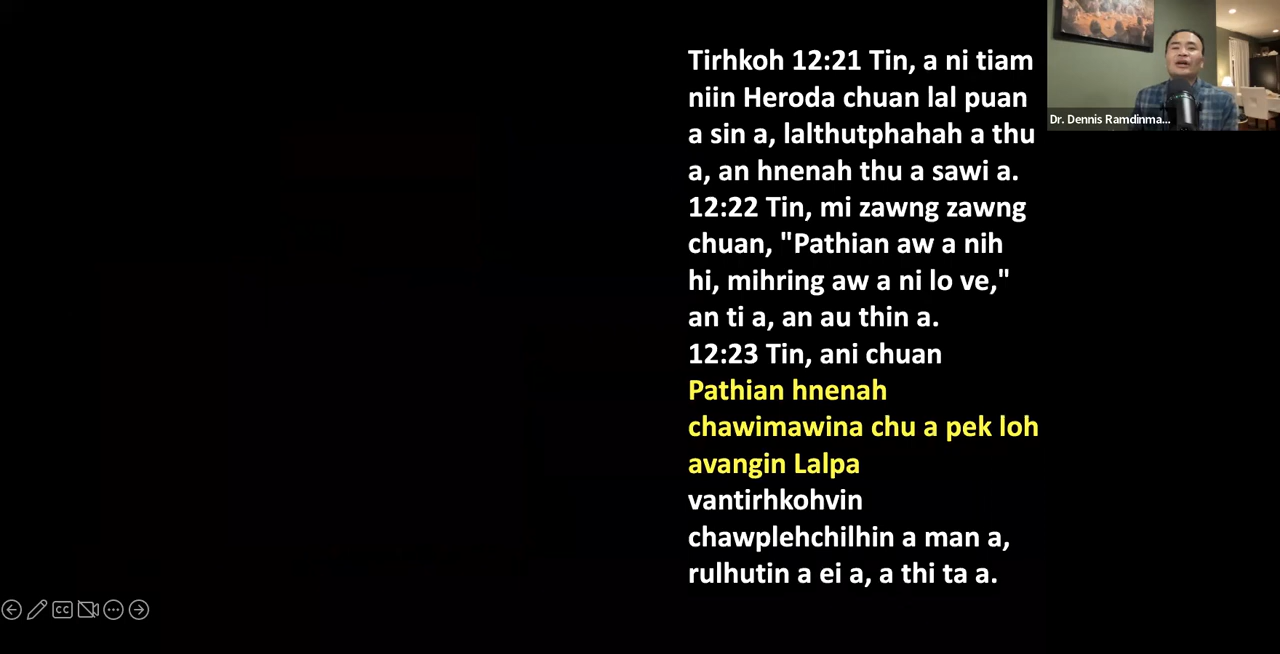 Tirhkoh 12:21 Tin, a ni tiam
niin Heroda chuan lal puan
a sin a, lalthutphahah a thu
a, an hnenah thu a sawi a.
12:22 Tin, mi zawng zawng
chuan, "Pathian aw a nih
hi, mihring aw a ni lo ve,"
an ti a, an au thin a.
12:23 Tin, ani chuan
Pathian hnenah
chawimawina chu a pek loh
avangin Lalpa
vantirhkohvin
chawplehchilhin a man a,
rulhutin a ei a, a thi ta a.
Dr. Dennis Ramdinma...
CC